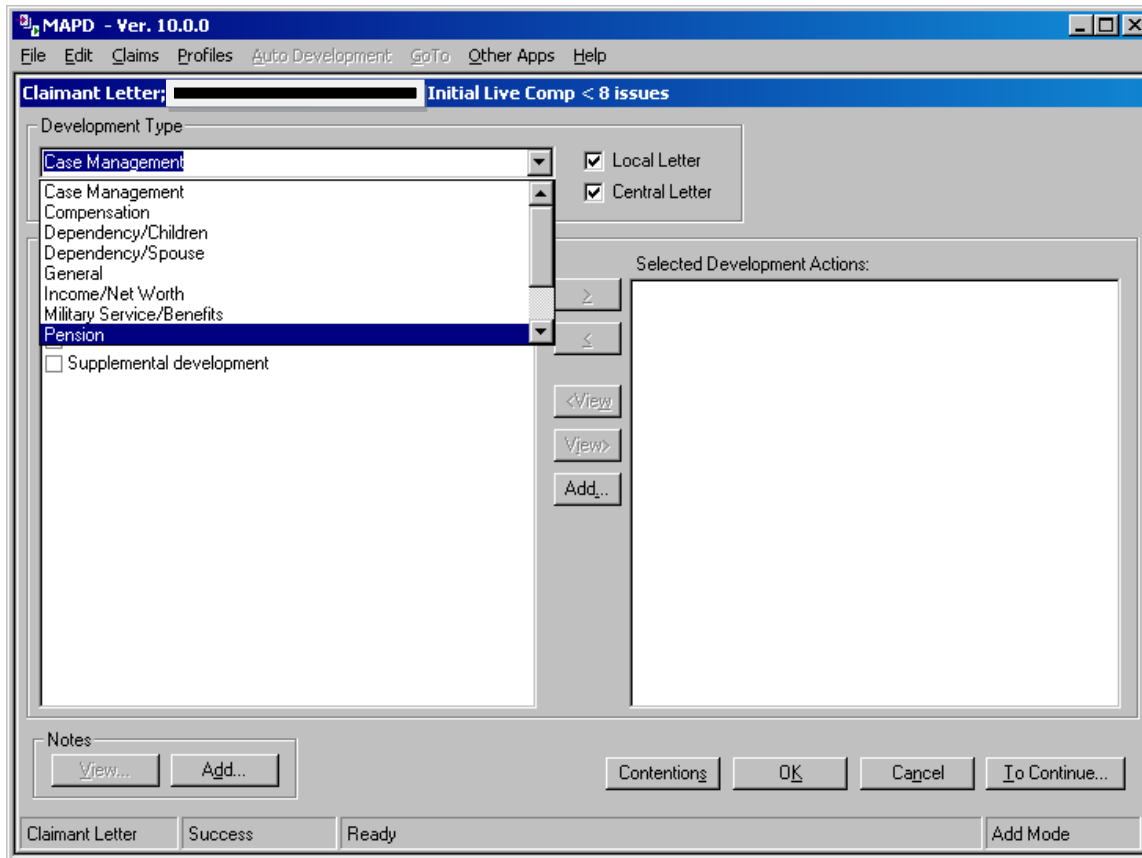 MAPD - Ver. 10.0.0
File Edit Claims Profiles Auto Development GoTo Other Apps Help
Claimant Letter; Initial Live Comp < 8 issues
Development Type
Case Management
Local Letter
Central Letter
Case Management
Compensation
Dependency/Children
Dependency/Spouse
General
Income/Net Worth
Military Service/Benefits
Pension
Supplemental development
Selected Development Actions:
>
<
<View
View>
Add...
Notes
View... Add...
Contentions OK Cancel To Continue...
Claimant Letter Success Ready Add Mode